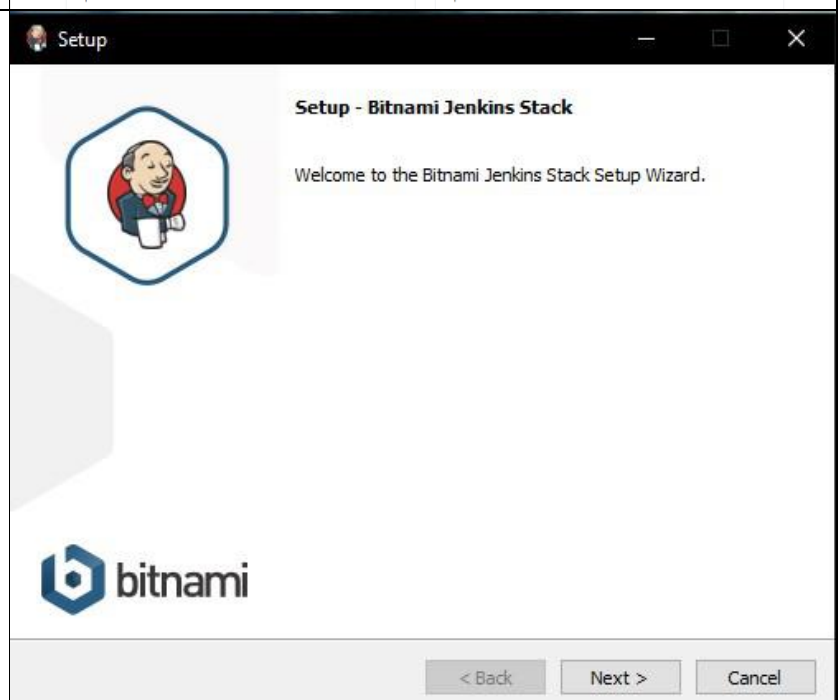 Setup
Setup - Bitnami Jenkins Stack
Welcome to the Bitnami Jenkins Stack Setup Wizard.
bitnami
< Back
Next >
Cancel